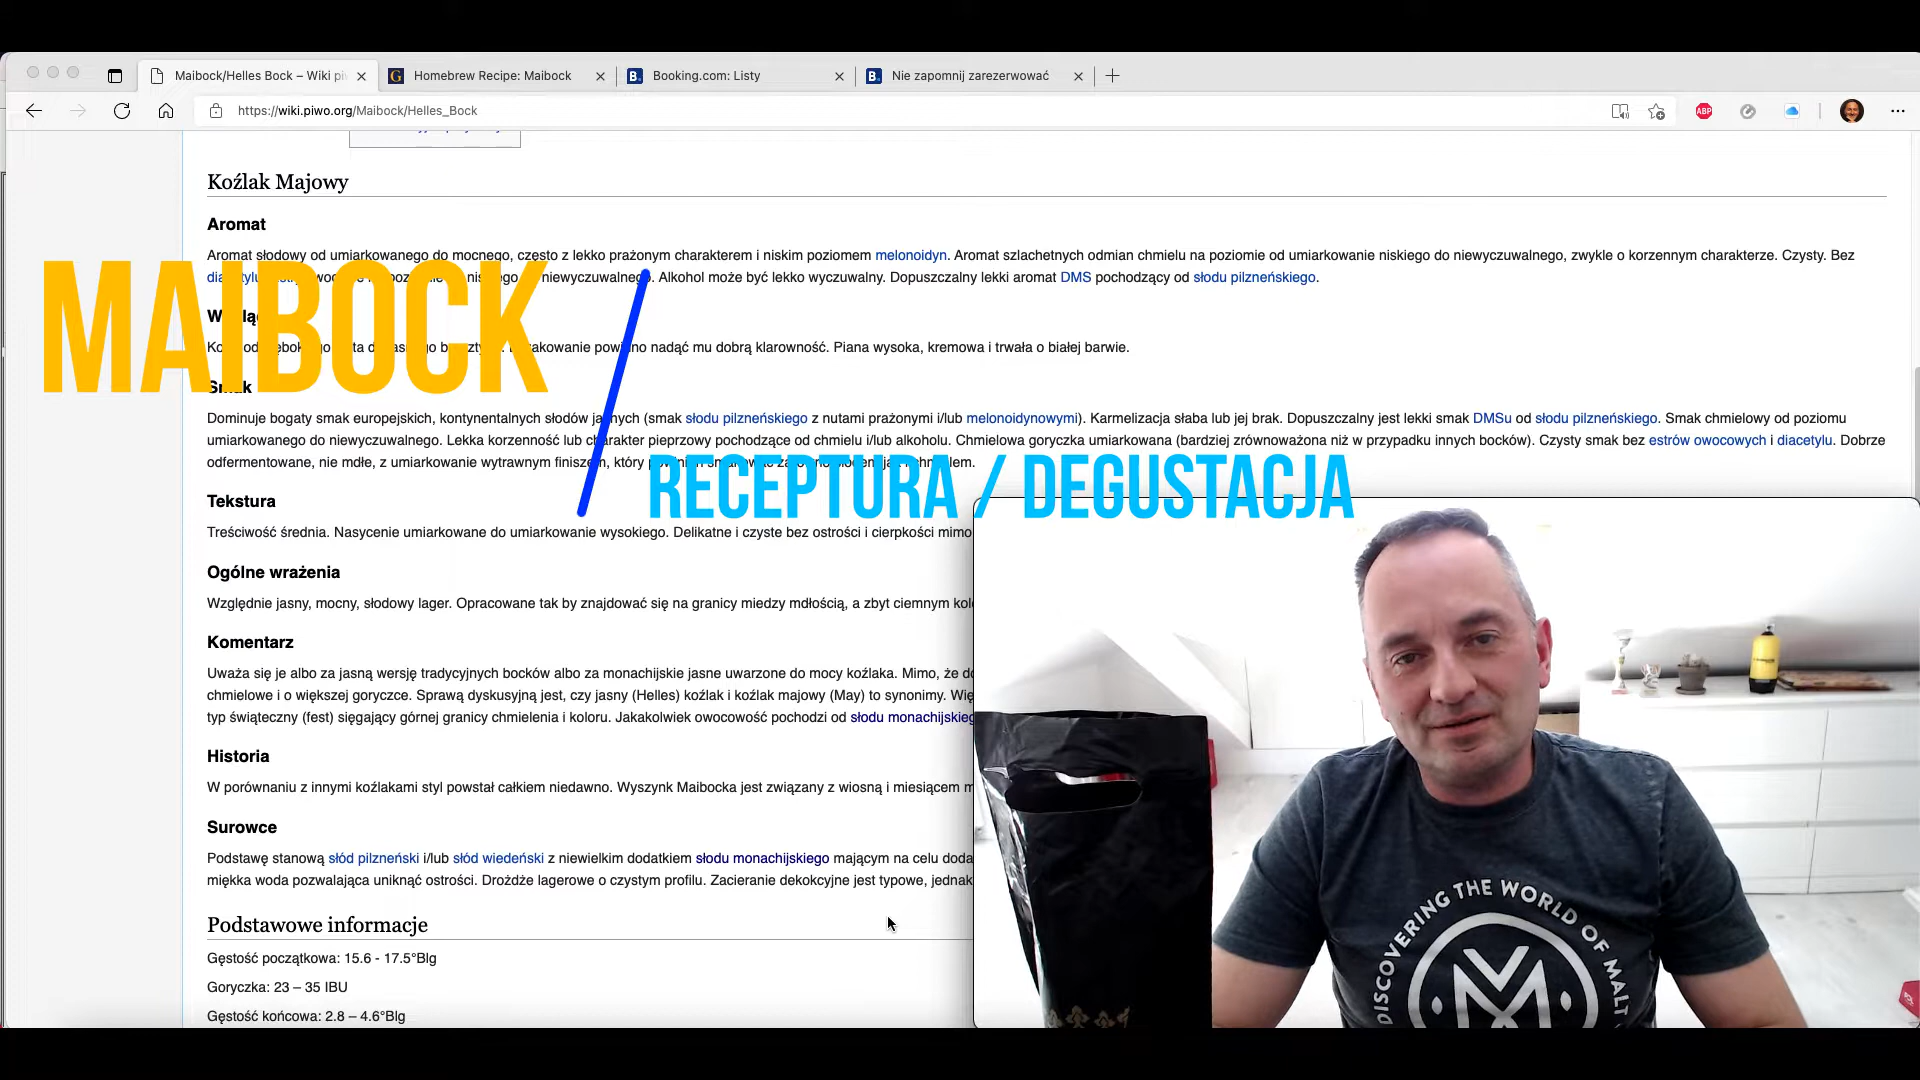 Maibock/Helles Bock – Wiki piw
Homebrew Recipe: Maibock
Booking.com: Listy
Nie zapomnij zarezerwować
https://wiki.piwo.org/Maibock/Helles_Bock
ABP
Koźlak Majowy
Aromat
Aromat słodowy od umiarkowanego do mocnego, często z lekko prażonym charakterem i niskim poziomem melonoidyn. Aromat szlachetnych odmian chmielu na poziomie od umiarkowanie niskiego do niewyczuwalnego, zwykle o korzennym charakterze. Czysty. Bez
niewyczuwalnego. Alkohol może być lekko wyczuwalny. Dopuszczalny lekki aromat DMS pochodzący od słodu pilzneńskiego.
MAIBOCK
nadąć mu dobrą klarowność. Piana wysoka, kremowa i trwała o białej barwie.
Smak
Dominuje bogaty smak europejskich, kontynentalnych słodów jasnych (smak słodu pilzneńskiego z nutami prażonymi i/lub melonoidynowymi). Karmelizacja słaba lub jej brak. Dopuszczalny jest lekki smak DMSu od słodu pilzneńskiego. Smak chmielowy od poziomu
umiarkowanego do niewyczuwalnego. Lekka korzenność lub charakter pieprzowy pochodzące od chmielu i/lub alkoholu. Chmielowa goryczka umiarkowana (bardziej zrównoważona niż w przypadku innych bocków). Czysty smak bez estrów owocowych i diacetylu. Dobrze
odfermentowane, nie mdłe, z umiarkowanie wytrawnym finiszem, który
RECEPTURA / DEGUSTACJA
Tekstura
Treściwość średnia. Nasycenie umiarkowane do umiarkowanie wysokiego. Delikatne i czyste bez ostrości i cierpkości mimo
Ogólne wrażenia
Względnie jasny, mocny, słodowy lager. Opracowane tak by znajdować się na granicy miedzy mdłością, a zbyt ciemnym kol
Komentarz
Uważa się je albo za jasną wersję tradycyjnych bocków albo za monachijskie jasne uwarzone do mocy koźlaka. Mimo, że do
chmielowe i o większej goryczce. Sprawą dyskusyjną jest, czy jasny (Helles) koźlak i koźlak majowy (May) to synonimy. Wię
typ świąteczny (fest) sięgający górnej granicy chmielenia i koloru. Jakakolwiek owocowość pochodzi od słodu monachijskieg
Historia
W porównaniu z innymi koźlakami styl powstał całkiem niedawno. Wyszynk Maibocka jest związany z wiosną i miesiącem m
Surowce
Podstawę stanową słód pilzneński i/lub słód wiedeński z niewielkim dodatkiem słodu monachijskiego mającym na celu doda
miękka woda pozwalająca uniknąć ostrości. Drożdże lagerowe o czystym profilu. Zacieranie dekokcyjne jest typowe, jednak
Podstawowe informacje
Gęstość początkowa: 15.6 - 17.5°Blg
Goryczka: 23 – 35 IBU
Gęstość końcowa: 2.8 – 4.6°Blg
DISCOVERING THE WORLD OF MALT